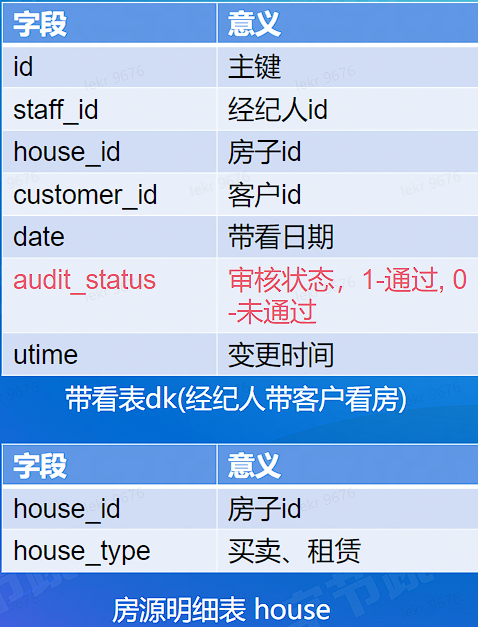 字段 意义
id 主键
staff_id 经纪人id
house_id 房子id
customer_id 客户id
date 带看日期
audit_status 审核状态，1-通过, 0
-未通过
utime 变更时间
带看表dk(经纪人带客户看房)
字段 意义
house_id 房子id
house_type 买卖、租赁
房源明细表 house